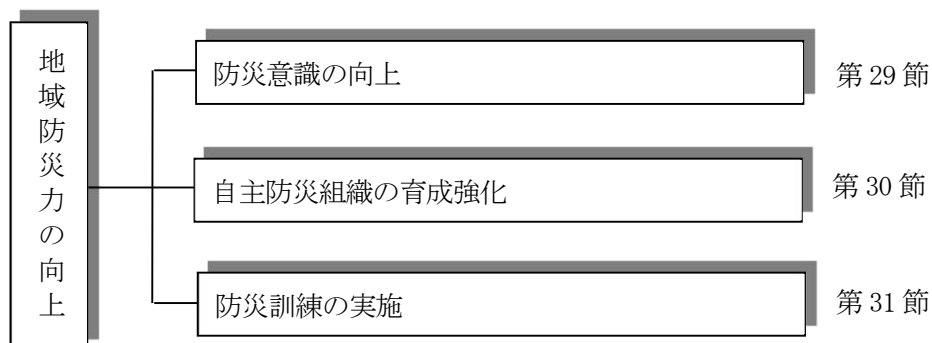 地域防災力の向上
防災意識の向上 第29節
自主防災組織の育成強化 第30節
防災訓練の実施 第31節